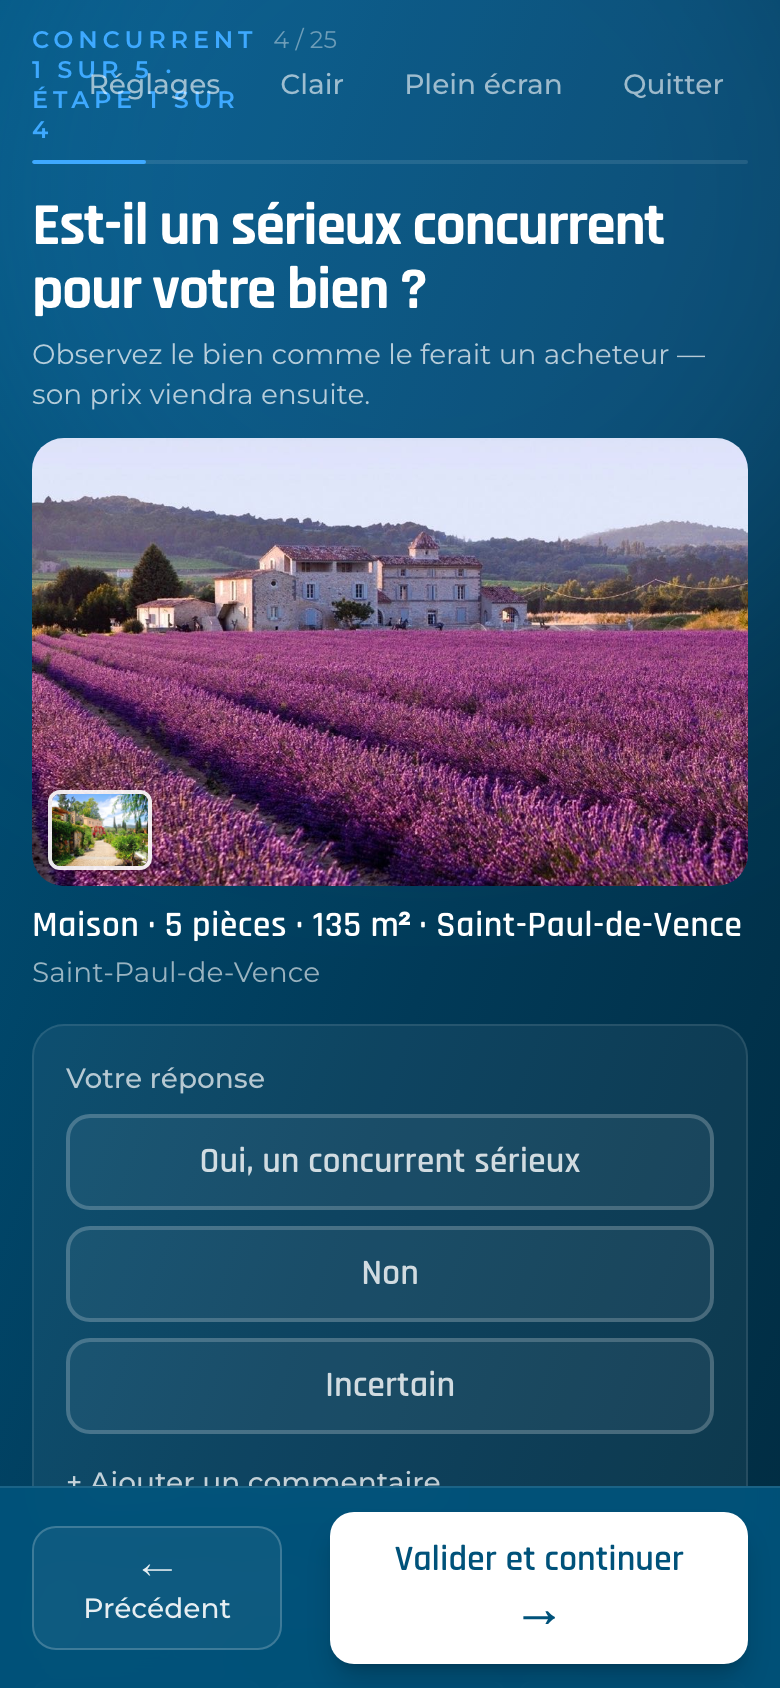 CONCURRENT
1 SUR 5 ·
ÉTAPE 1 SUR
4
4 / 25
Réglages
Clair
Plein écran
Quitter
Est-il un sérieux concurrent
pour votre bien ?
Observez le bien comme le ferait un acheteur —
son prix viendra ensuite.
Maison · 5 pièces · 135 m² · Saint-Paul-de-Vence
Saint-Paul-de-Vence
Votre réponse
Oui, un concurrent sérieux
Non
Incertain
+ Ajouter un commentaire
←
Précédent
Valider et continuer
→